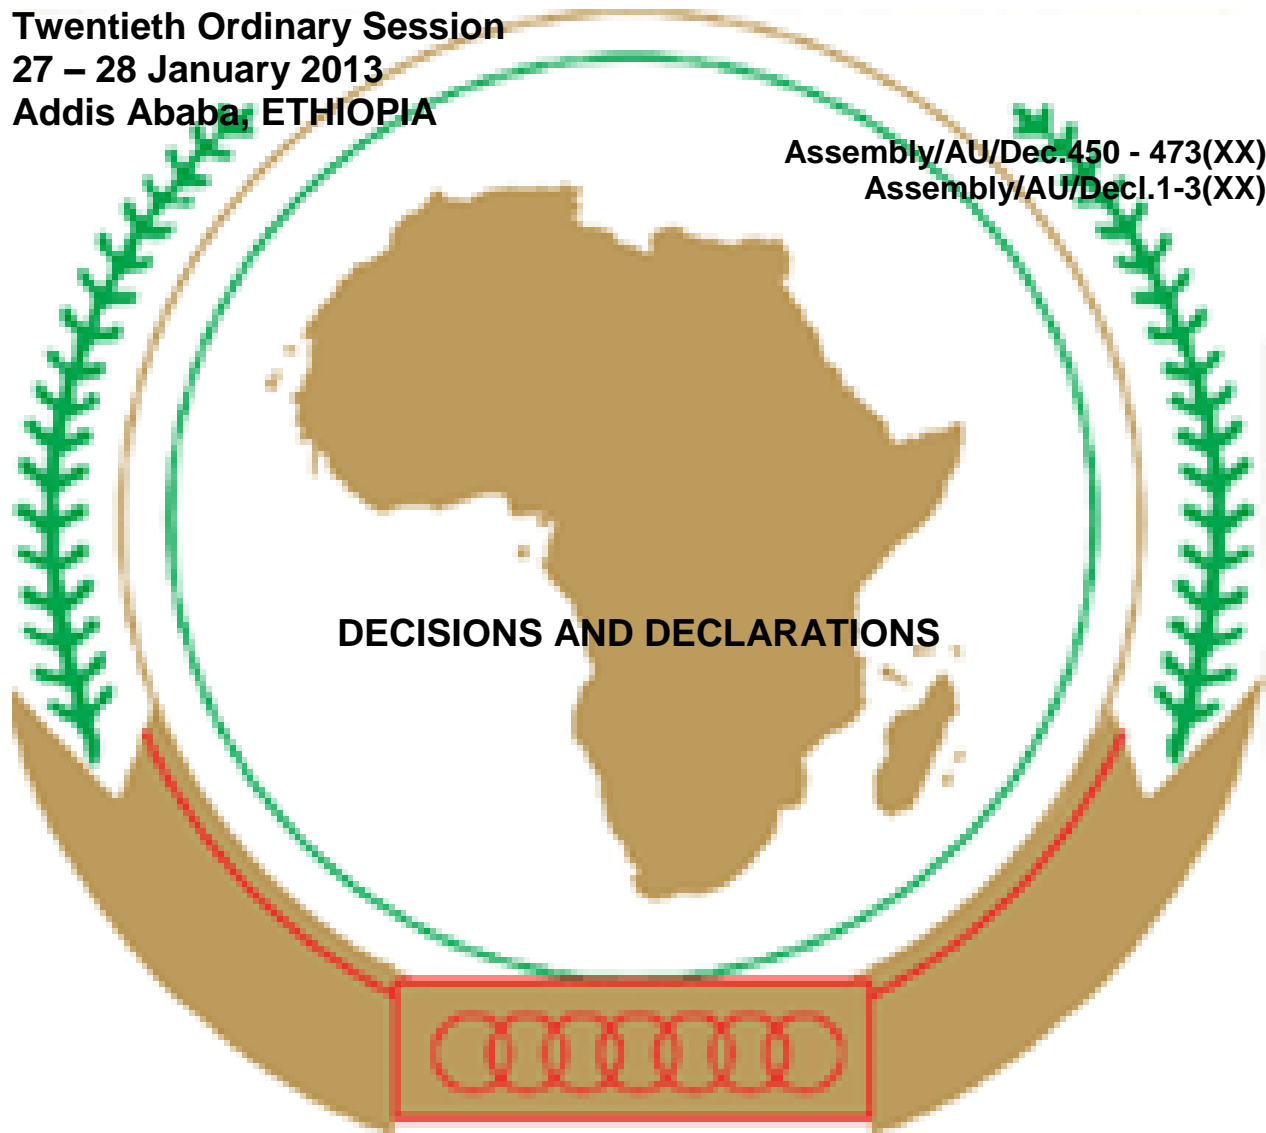 Twentieth Ordinary Session
27 – 28 January 2013
Addis Ababa, ETHIOPIA
Assembly/AU/Dec.450 - 473(XX)
Assembly/AU/Decl.1-3(XX)
DECISIONS AND DECLARATIONS